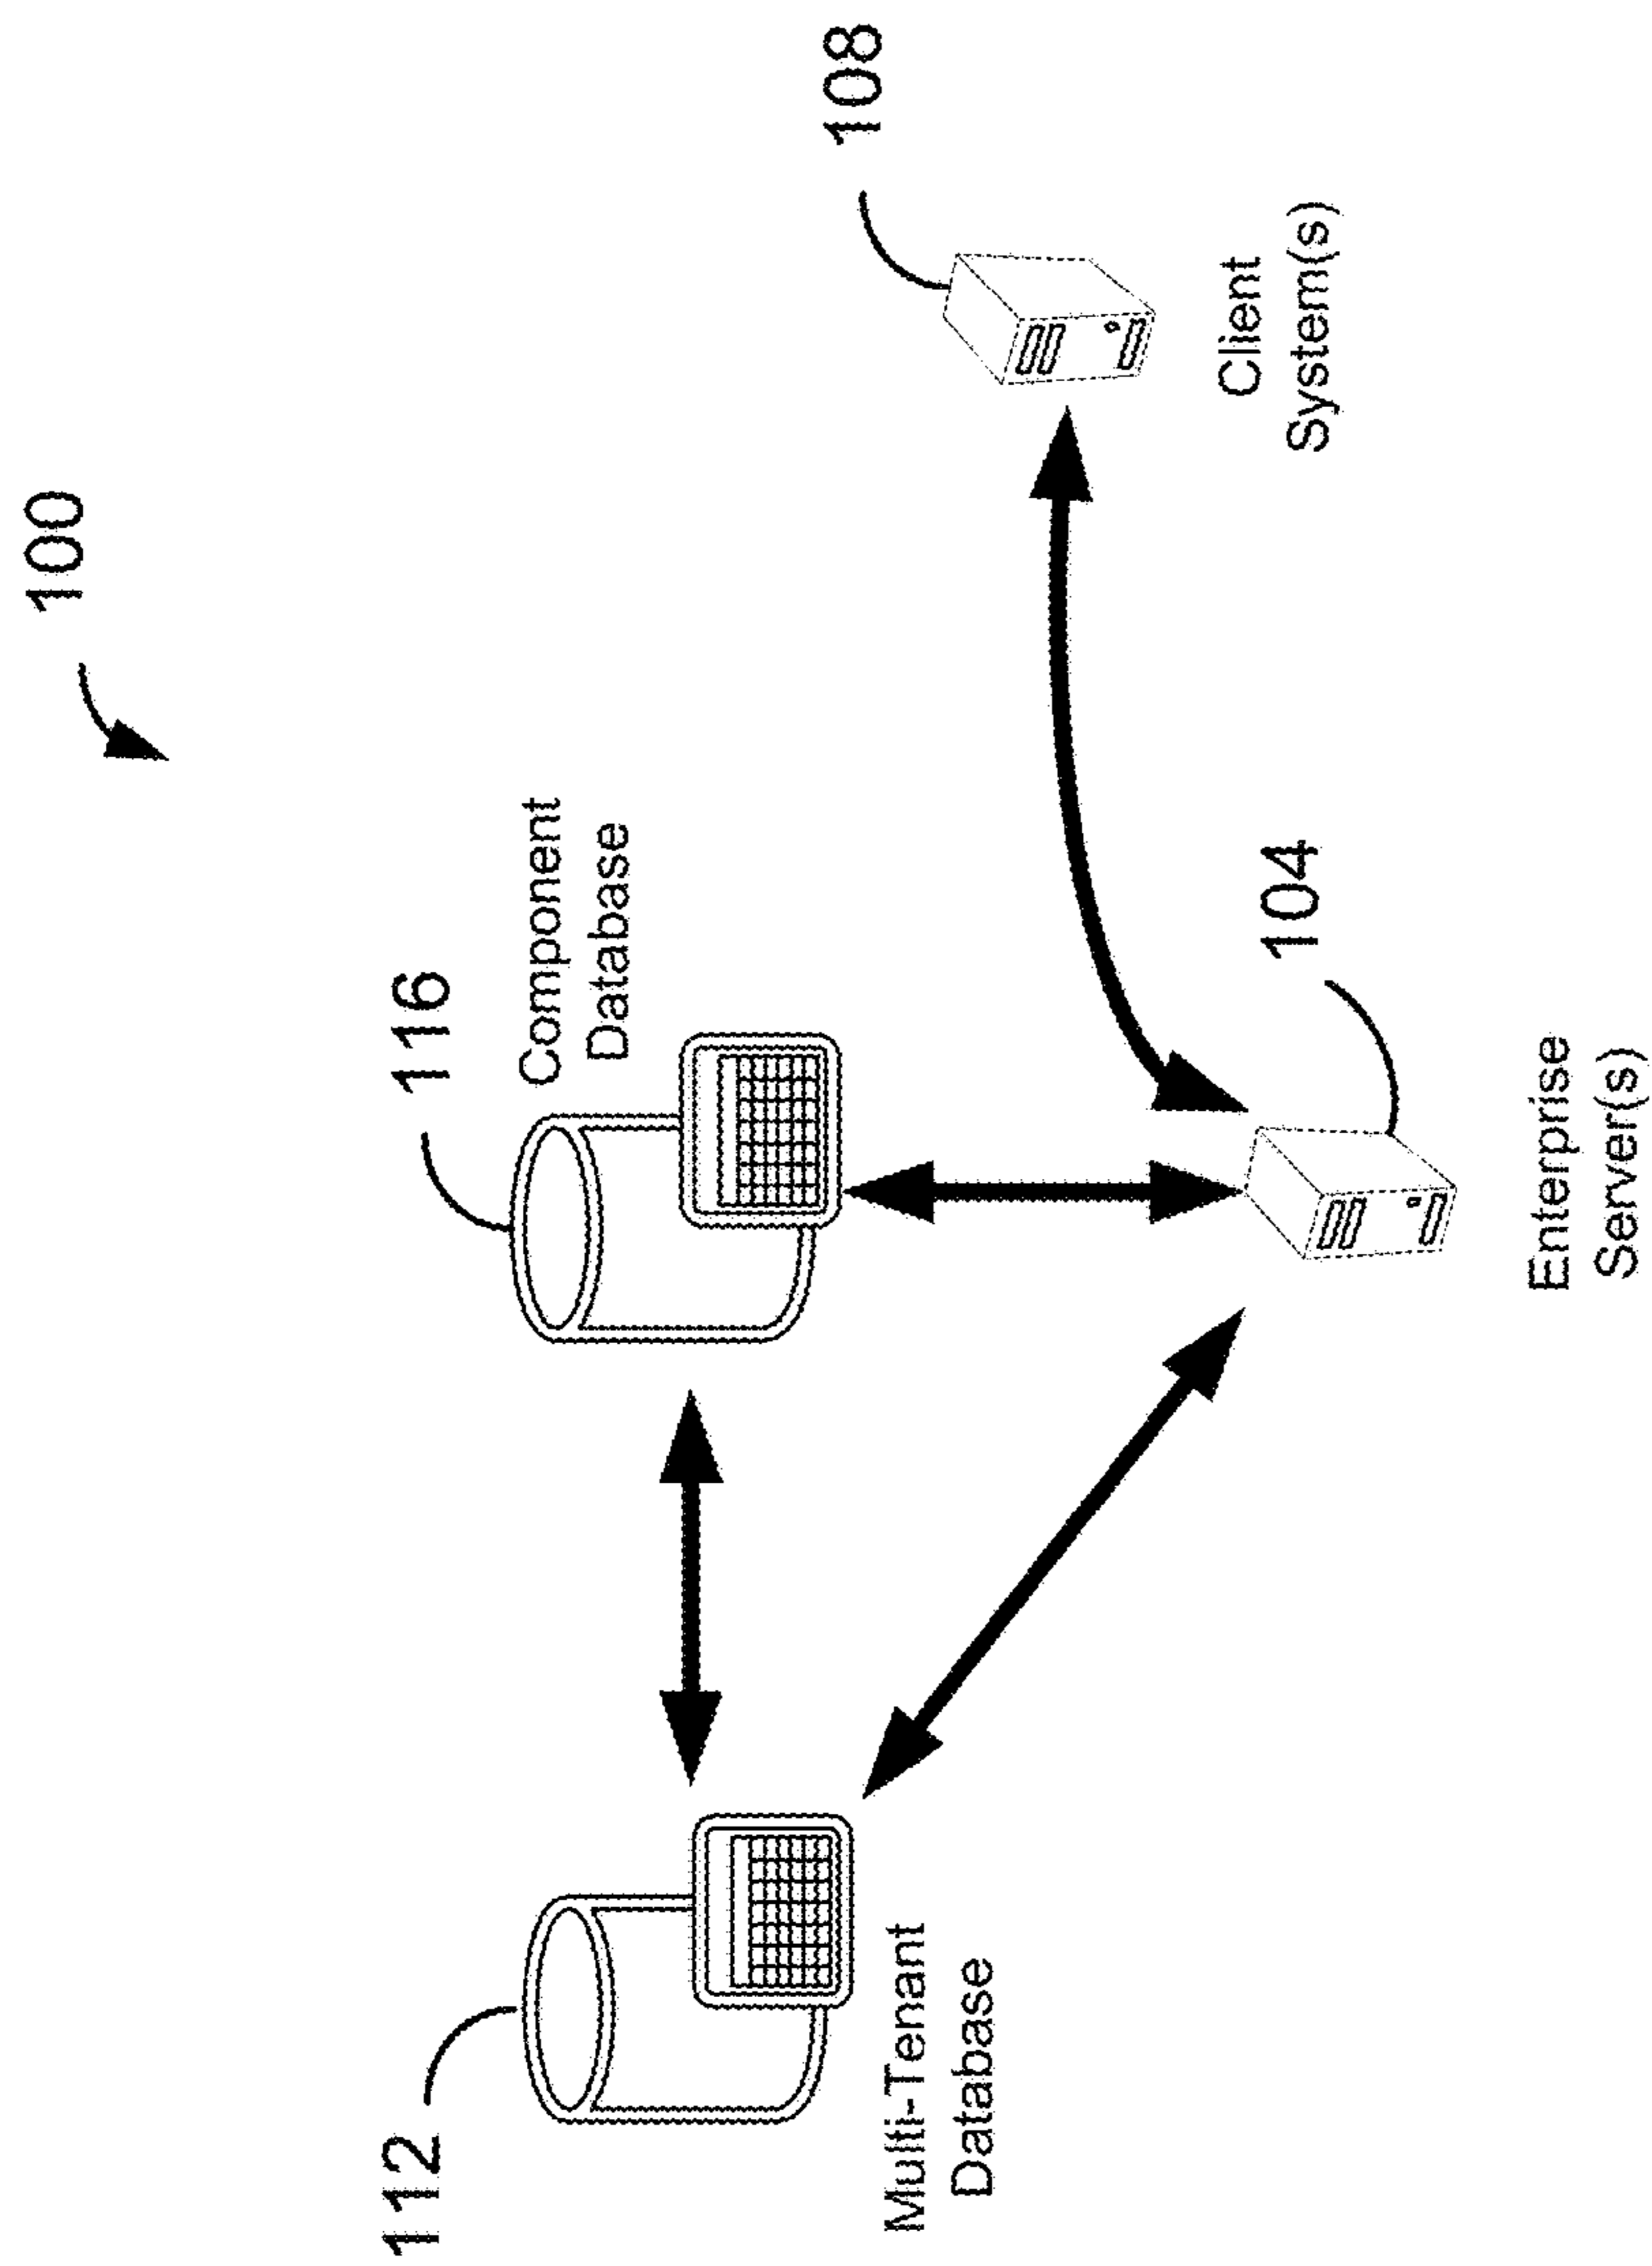 100
116
Component
Database
112
Multi-Tenant
Database
108
Client
System(s)
104
Enterprise
Server(s)